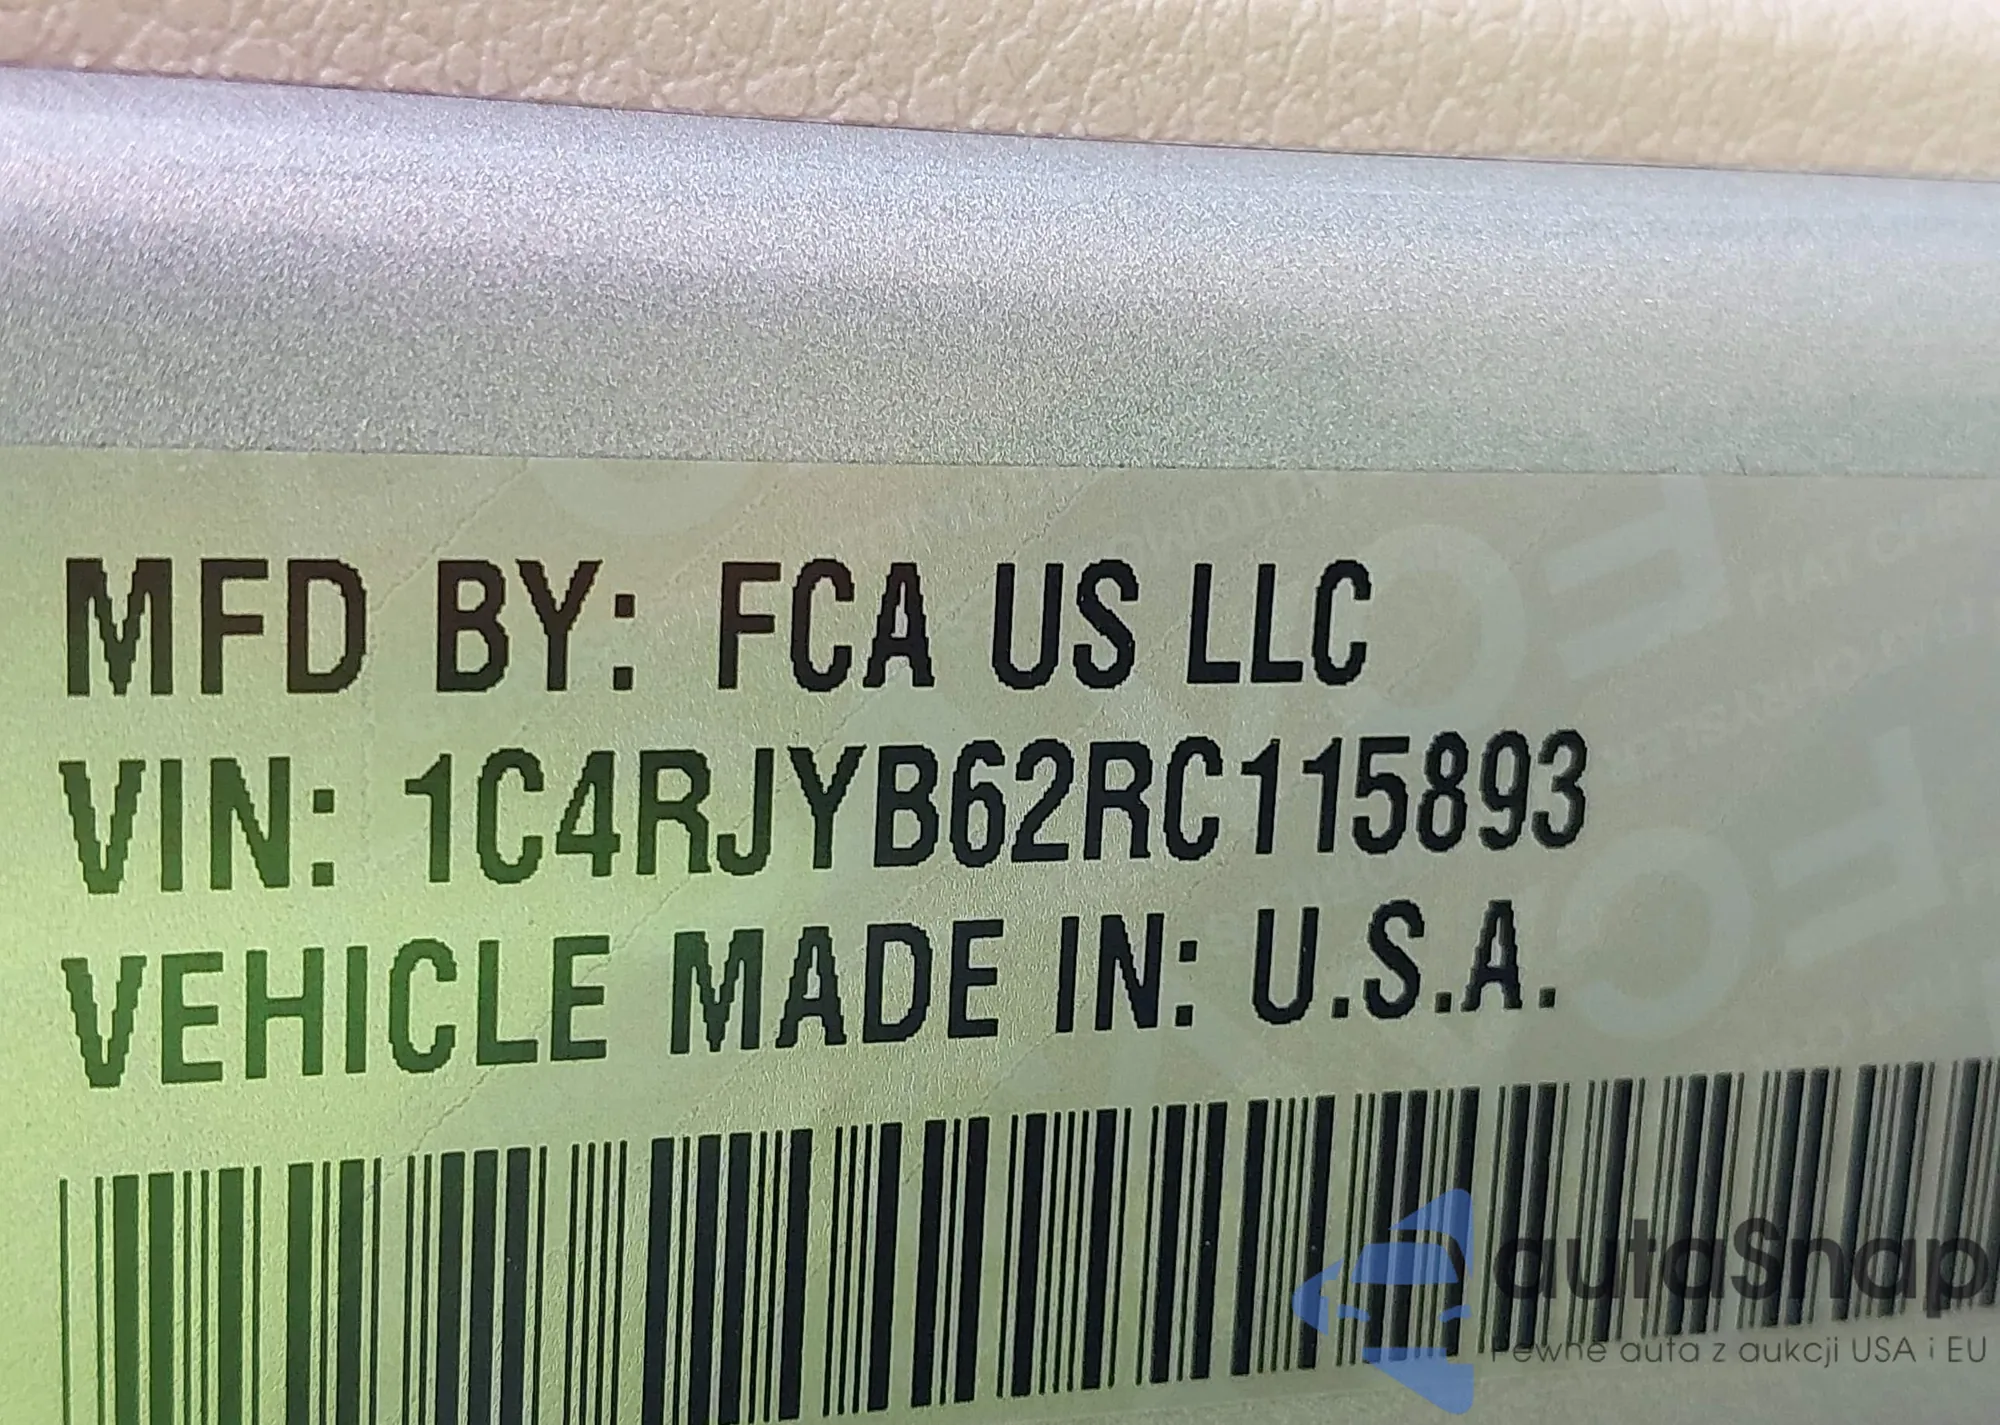 MFD BY: FCA US LLC
VIN: 1C4RJYB62RC115893
VEHICLE MADE IN: U.S.A.
autaSnap
Pewne auta z aukcji USA i EU